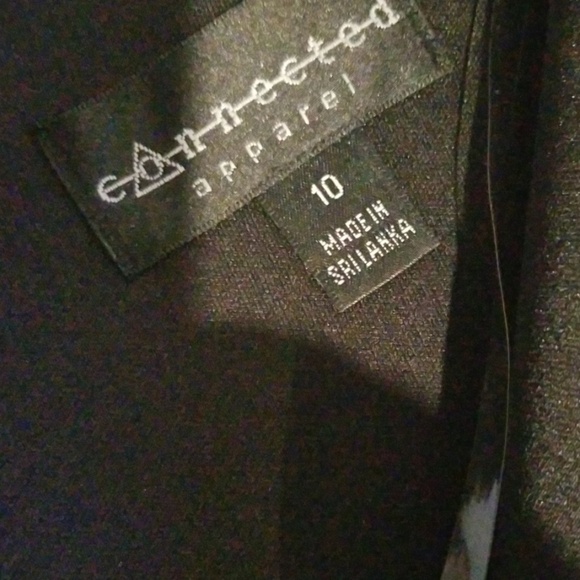 connected
apparel
10
MADE IN
SRI LANKA